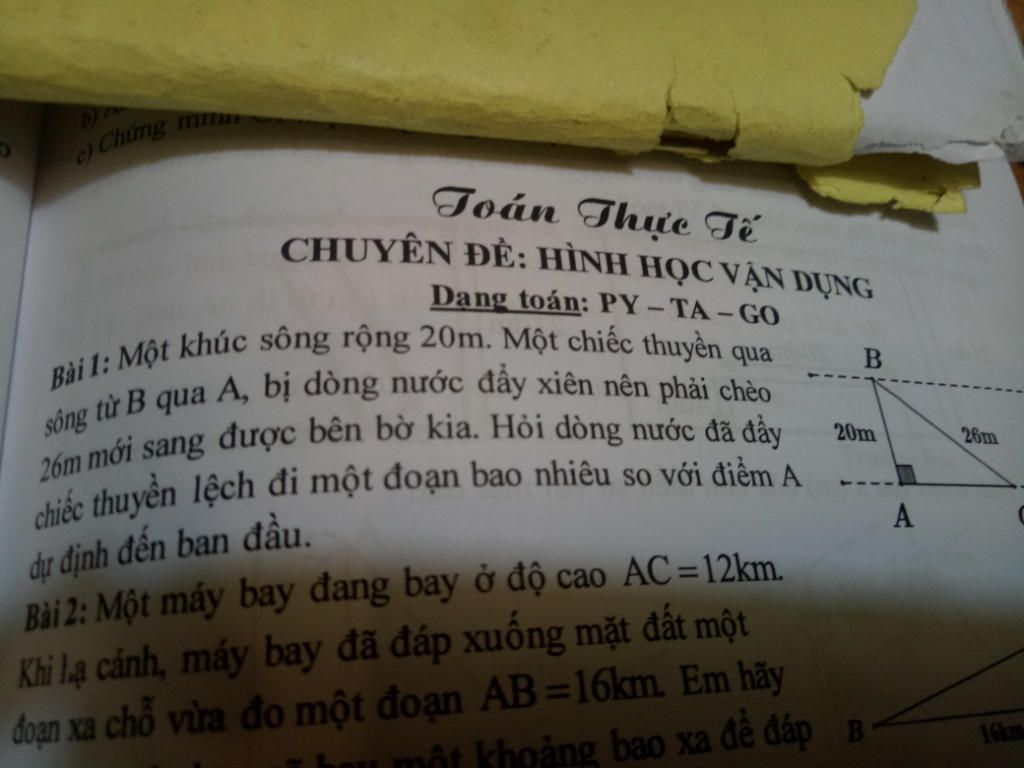 c) Chứng minh
Toán Thực Tế
CHUYÊN ĐỀ: HÌNH HỌC VẬN DỤNG
Dạng toán: PY – TA – GO
Bài 1: Một khúc sông rộng 20m. Một chiếc thuyền qua
sông từ B qua A, bị dòng nước đẩy xiên nên phải chèo
26m mới sang được bên bờ kia. Hỏi dòng nước đã đẩy
chiếc thuyền lệch đi một đoạn bao nhiêu so với điểm A
dự định đến ban đầu.
B
20m
26m
A
Bài 2: Một máy bay đang bay ở độ cao AC = 12km.
Khi hạ cánh, máy bay đã đáp xuống mặt đất một
đoạn xa chỗ vừa đo một đoạn AB = 16km. Em hãy
bay một khoảng bao xa để đáp
B
16km